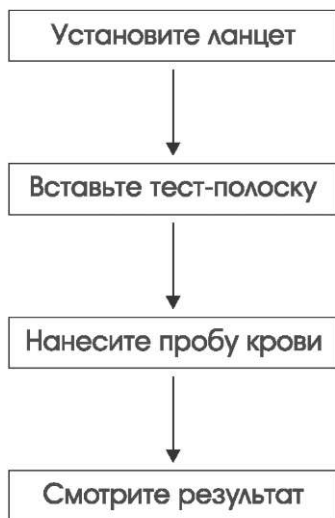 Установите ланцет
Вставьте тест-полоску
Нанесите пробу крови
Смотрите результат